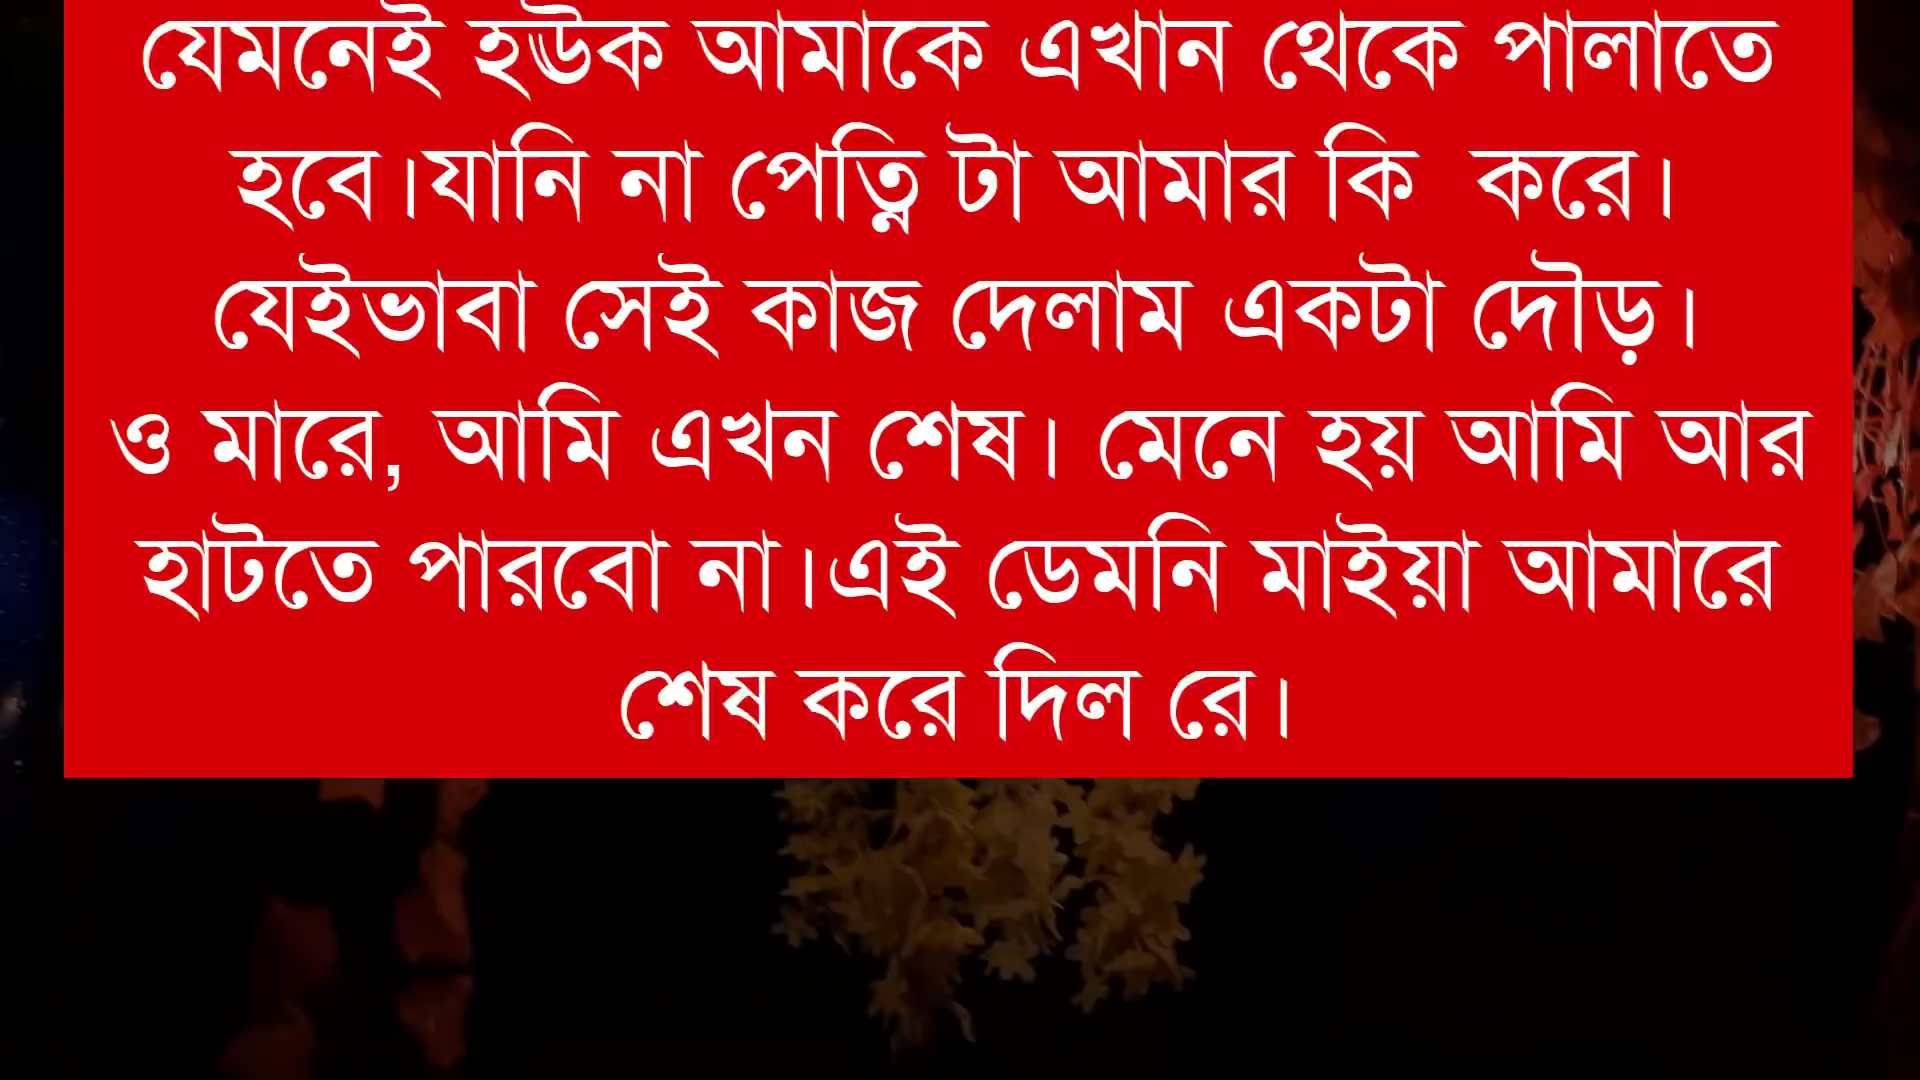 যেমনেই হঊক আমাকে এখান থেকে পালাতে
হবে।যানি না পেত্নি টা আমার কি  করে।
যেইভাবা সেই কাজ দেলাম একটা দৌড়।
ও মারে, আমি এখন শেষ। মেনে হয় আমি আর
হাটতে পারবো না।এই ডেমনি মাইয়া আমারে
শেষ করে দিল রে।